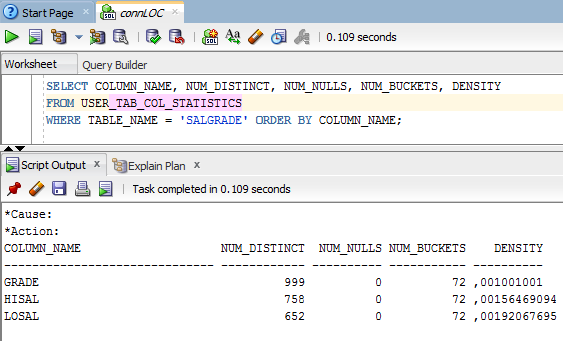 Start Page connLOC
0.109 seconds
Worksheet Query Builder
SELECT COLUMN_NAME, NUM_DISTINCT, NUM_NULLS, NUM_BUCKETS, DENSITY
FROM USER_TAB_COL_STATISTICS
WHERE TABLE_NAME = 'SALGRADE' ORDER BY COLUMN_NAME;
Script Output x Explain Plan x
Task completed in 0.109 seconds
*Cause:
*Action:
COLUMN_NAME NUM_DISTINCT NUM_NULLS NUM_BUCKETS DENSITY
------------------------------ ------------ ---------- ----------- ----------
GRADE 999 0 72 ,001001001
HISAL 758 0 72 ,00156469094
LOSAL 652 0 72 ,00192067695